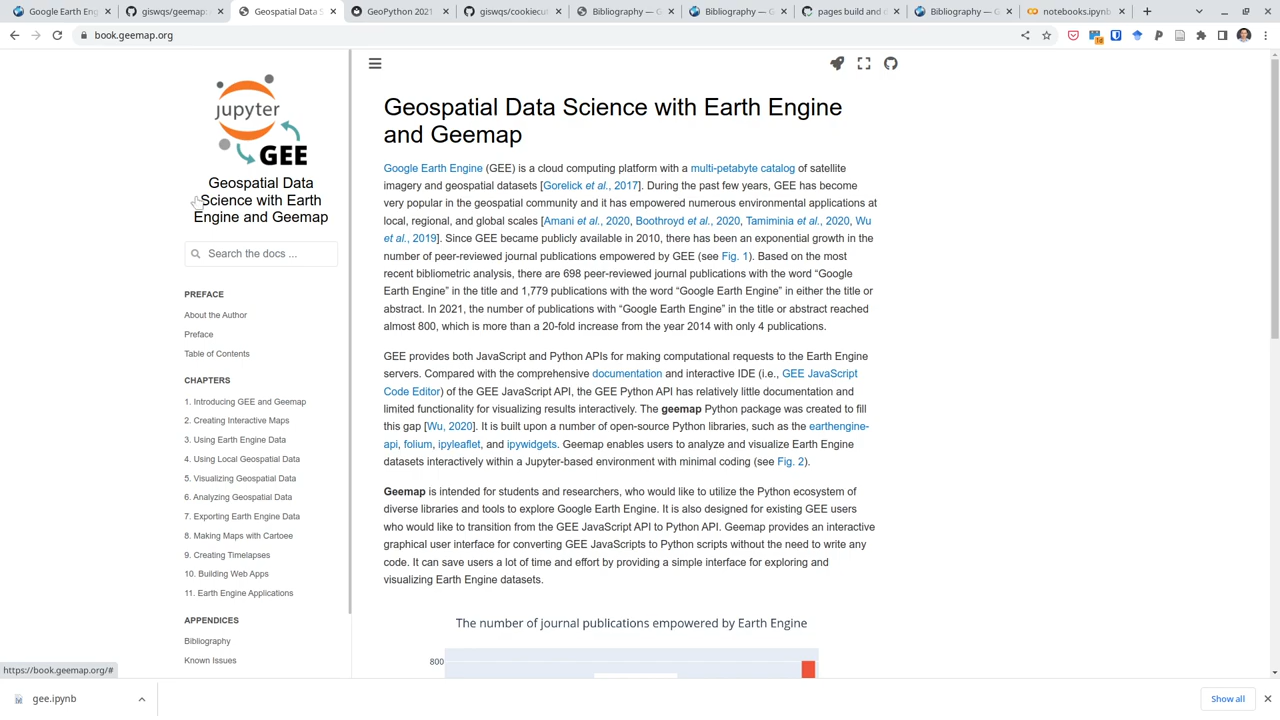 Google Earth Eng
giswqs/geemap:
Geospatial Data S
GeoPython 2021
giswqs/cookiecut
Bibliography — G
Bibliography — G
pages build and d
Bibliography — G
notebooks.ipynb
book.geemap.org
jupyter
GEE
Geospatial Data
Science with Earth
Engine and Geemap
Search the docs ...
PREFACE
About the Author
Preface
Table of Contents
CHAPTERS
1. Introducing GEE and Geemap
2. Creating Interactive Maps
3. Using Earth Engine Data
4. Using Local Geospatial Data
5. Visualizing Geospatial Data
6. Analyzing Geospatial Data
7. Exporting Earth Engine Data
8. Making Maps with Cartoee
9. Creating Timelapses
10. Building Web Apps
11. Earth Engine Applications
APPENDICES
Bibliography
Known Issues
Geospatial Data Science with Earth Engine
and Geemap
Google Earth Engine (GEE) is a cloud computing platform with a multi-petabyte catalog of satellite
imagery and geospatial datasets [Gorelick et al., 2017]. During the past few years, GEE has become
very popular in the geospatial community and it has empowered numerous environmental applications at
local, regional, and global scales [Amani et al., 2020, Boothroyd et al., 2020, Tamiminia et al., 2020, Wu
et al., 2019]. Since GEE became publicly available in 2010, there has been an exponential growth in the
number of peer-reviewed journal publications empowered by GEE (see Fig. 1). Based on the most
recent bibliometric analysis, there are 698 peer-reviewed journal publications with the word “Google
Earth Engine” in the title and 1,779 publications with the word “Google Earth Engine” in either the title or
abstract. In 2021, the number of publications with “Google Earth Engine” in the title or abstract reached
almost 800, which is more than a 20-fold increase from the year 2014 with only 4 publications.
GEE provides both JavaScript and Python APIs for making computational requests to the Earth Engine
servers. Compared with the comprehensive documentation and interactive IDE (i.e., GEE JavaScript
Code Editor) of the GEE JavaScript API, the GEE Python API has relatively little documentation and
limited functionality for visualizing results interactively. The geemap Python package was created to fill
this gap [Wu, 2020]. It is built upon a number of open-source Python libraries, such as the earthengine-
api, folium, ipyleaflet, and ipywidgets. Geemap enables users to analyze and visualize Earth Engine
datasets interactively within a Jupyter-based environment with minimal coding (see Fig. 2).
Geemap is intended for students and researchers, who would like to utilize the Python ecosystem of
diverse libraries and tools to explore Google Earth Engine. It is also designed for existing GEE users
who would like to transition from the GEE JavaScript API to Python API. Geemap provides an interactive
graphical user interface for converting GEE JavaScripts to Python scripts without the need to write any
code. It can save users a lot of time and effort by providing a simple interface for exploring and
visualizing Earth Engine datasets.
The number of journal publications empowered by Earth Engine
800
https://book.geemap.org/#
gee.ipynb
Show all